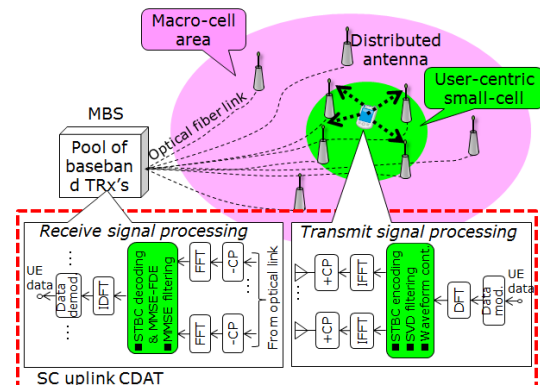 Macro-cell
area
Distributed
antenna
User-centric
small-cell
MBS
Optical fiber link
Pool of
baseban
d TRx's
Receive signal processing
UE
data
Data
demod
...
...
IDFT
■STBC decoding
& MMSE-FDE
■MMSE filtering
FFT
-CP
...
FFT
-CP
From optical link
Transmit signal processing
+CP
IFFT
...
+CP
IFFT
■STBC encoding
■SVD filtering
■Waveform cont.
DFT
Data
mod.
UE
data
SC uplink CDAT